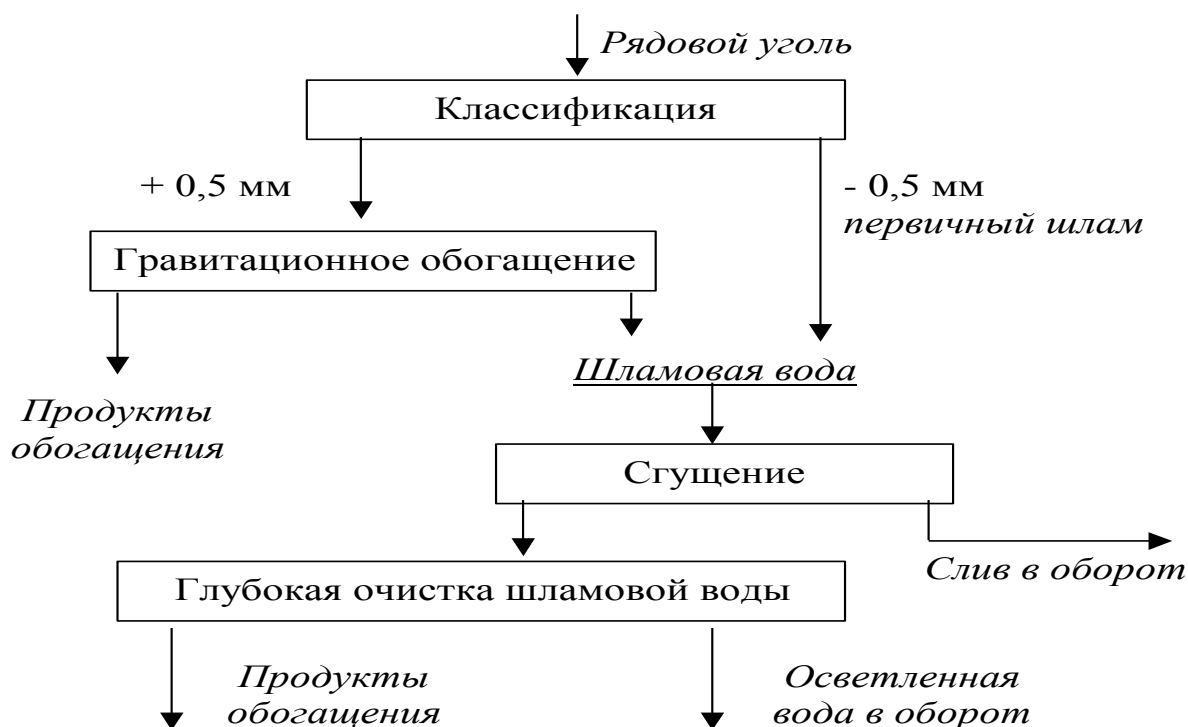 Рядовой уголь
Классификация
+ 0,5 мм
- 0,5 мм
первичный шлам
Гравитационное обогащение
Шламовая вода
Продукты
обогащения
Сгущение
Слив в оборот
Глубокая очистка шламовой воды
Продукты
обогащения
Осветленная
вода в оборот